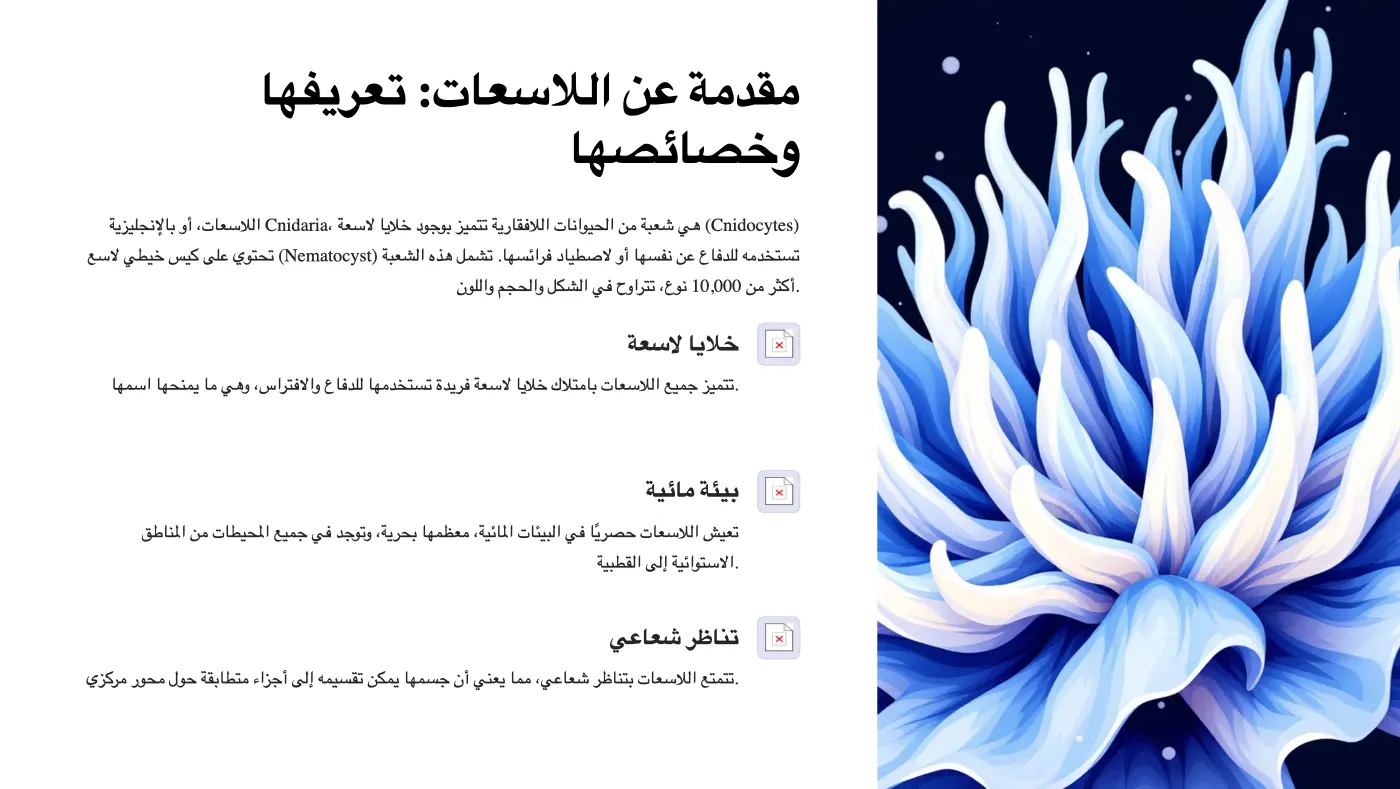 مقدمة عن اللاسعات: تعريفها
وخصائصها
(Cnidocytes) هي شعبة من الحيوانات اللافقارية تتميز بوجود خلايا لاسعة ،Cnidaria اللاسعات، أو بالإنجليزية
تستخدمه للدفاع عن نفسها أو لاصطياد فرائسها. تشمل هذه الشعبة (Nematocyst) تحتوي على كيس خيطي لاسع
.أكثر من 10,000 نوع، تتراوح في الشكل والحجم واللون
خلايا لاسعة
.تتميز جميع اللاسعات بامتلاك خلايا لاسعة فريدة تستخدمها للدفاع والافتراس، وهي ما يمنحها اسمها
بيئة مائية
تعيش اللاسعات حصريًا في البيئات المائية، معظمها بحرية، وتوجد في جميع المحيطات من المناطق
.الاستوائية إلى القطبية
تناظر شعاعي
.تتمتع اللاسعات بتناظر شعاعي، مما يعني أن جسمها يمكن تقسيمه إلى أجزاء متطابقة حول محور مركزي